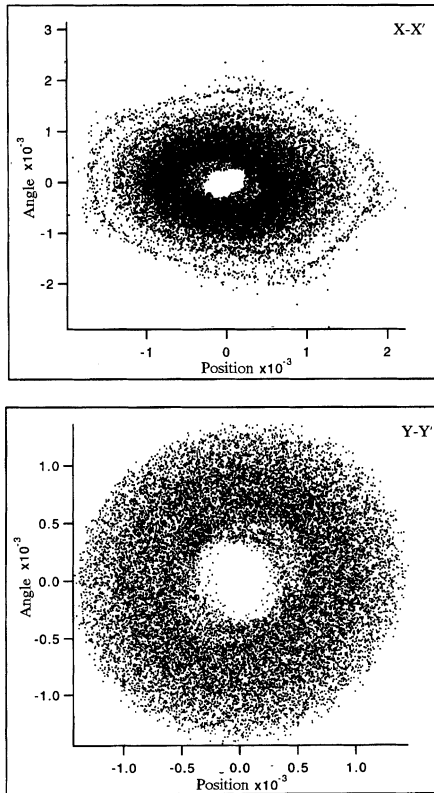 X-X'
3
2
1
0
-1
-2
Angle x10⁻³
-1 0 1 2
Position x10⁻³
Y-Y'
1.0
0.5
0.0
-0.5
-1.0
Angle x10⁻³
-1.0 -0.5 0.0 0.5 1.0
Position x10⁻³